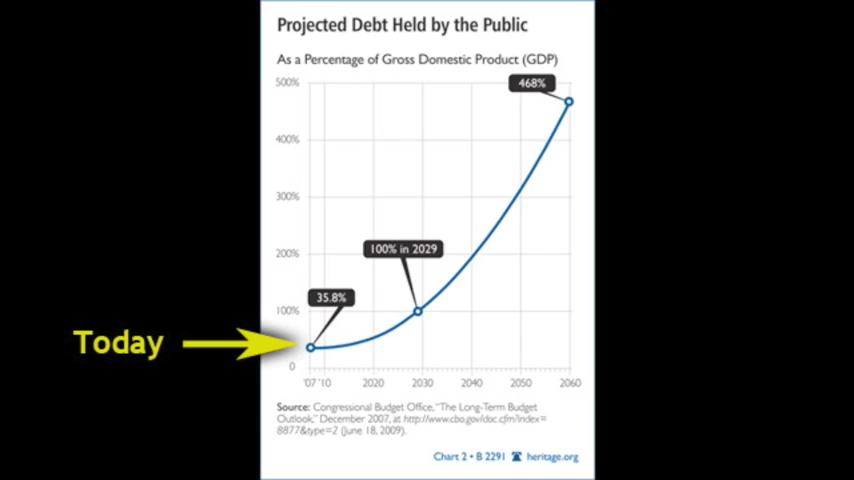 Projected Debt Held by the Public
As a Percentage of Gross Domestic Product (GDP)
500%
468%
400%
300%
200%
100% in 2029
35.8%
100%
Today
0
'07 '10 2020 2030 2040 2050 2060
Source: Congressional Budget Office, "The Long-Term Budget
Outlook," December 2007, at http://www.cbo.gov/doc.cfm?index=
8877&type=2 (June 18, 2009).
Chart 2 • B 2291 heritage.org